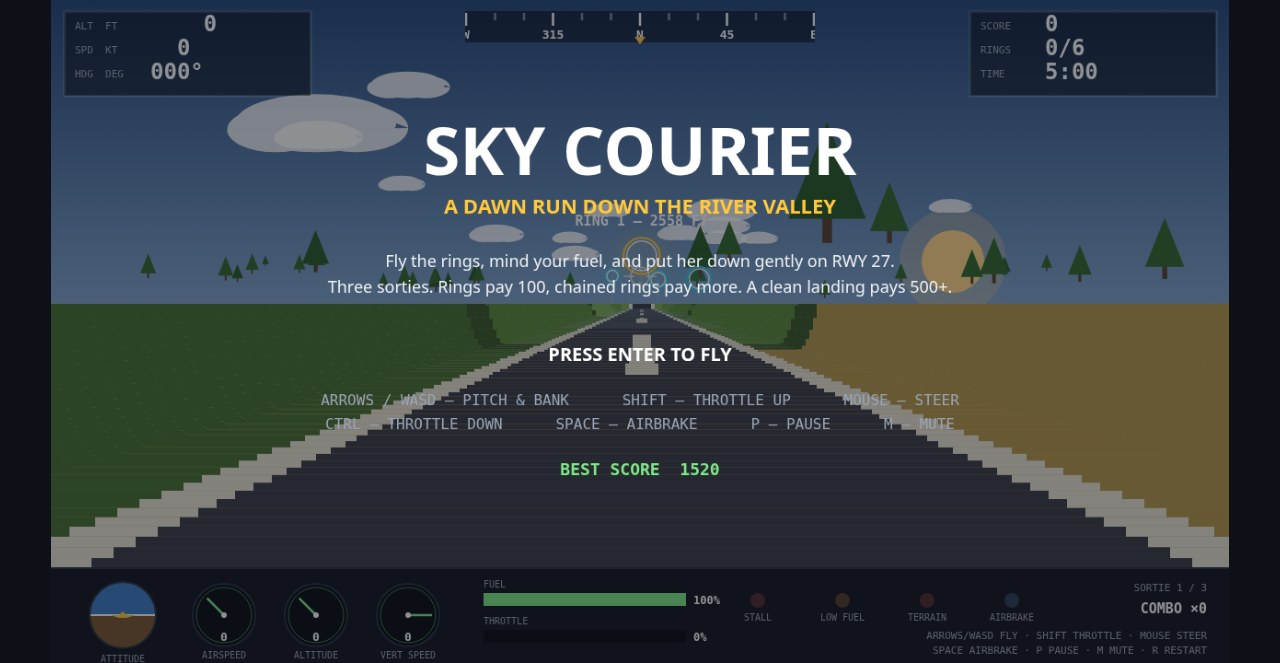 ALT FT 0
SPD KT 0
HDG DEG 000°
W 315 N 45 E
SCORE 0
RINGS 0/6
TIME 5:00
SKY COURIER
A DAWN RUN DOWN THE RIVER VALLEY
RING 1 — 2558
Fly the rings, mind your fuel, and put her down gently on RWY 27.
Three sorties. Rings pay 100, chained rings pay more. A clean landing pays 500+.
PRESS ENTER TO FLY
ARROWS / WASD — PITCH & BANK SHIFT — THROTTLE UP MOUSE — STEER
CTRL — THROTTLE DOWN SPACE — AIRBRAKE P — PAUSE M — MUTE
BEST SCORE 1520
ATTITUDE
0
AIRSPEED
0
ALTITUDE
0
VERT SPEED
FUEL
100%
THROTTLE
0%
STALL
LOW FUEL
TERRAIN
AIRBRAKE
SORTIE 1 / 3
COMBO ×0
ARROWS/WASD FLY · SHIFT THROTTLE · MOUSE STEER
SPACE AIRBRAKE · P PAUSE · M MUTE · R RESTART